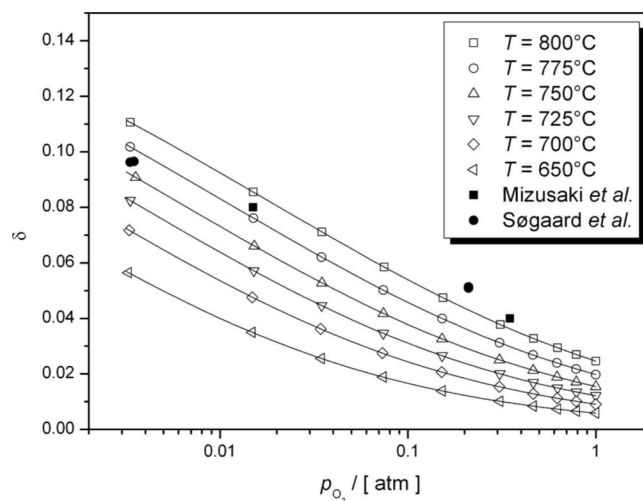 0.14
0.12
0.10
0.08
0.06
0.04
0.02
0.00
δ
0.01
0.1
1
p O2 / [ atm ]
T = 800°C
T = 775°C
T = 750°C
T = 725°C
T = 700°C
T = 650°C
Mizusaki et al.
Søgaard et al.